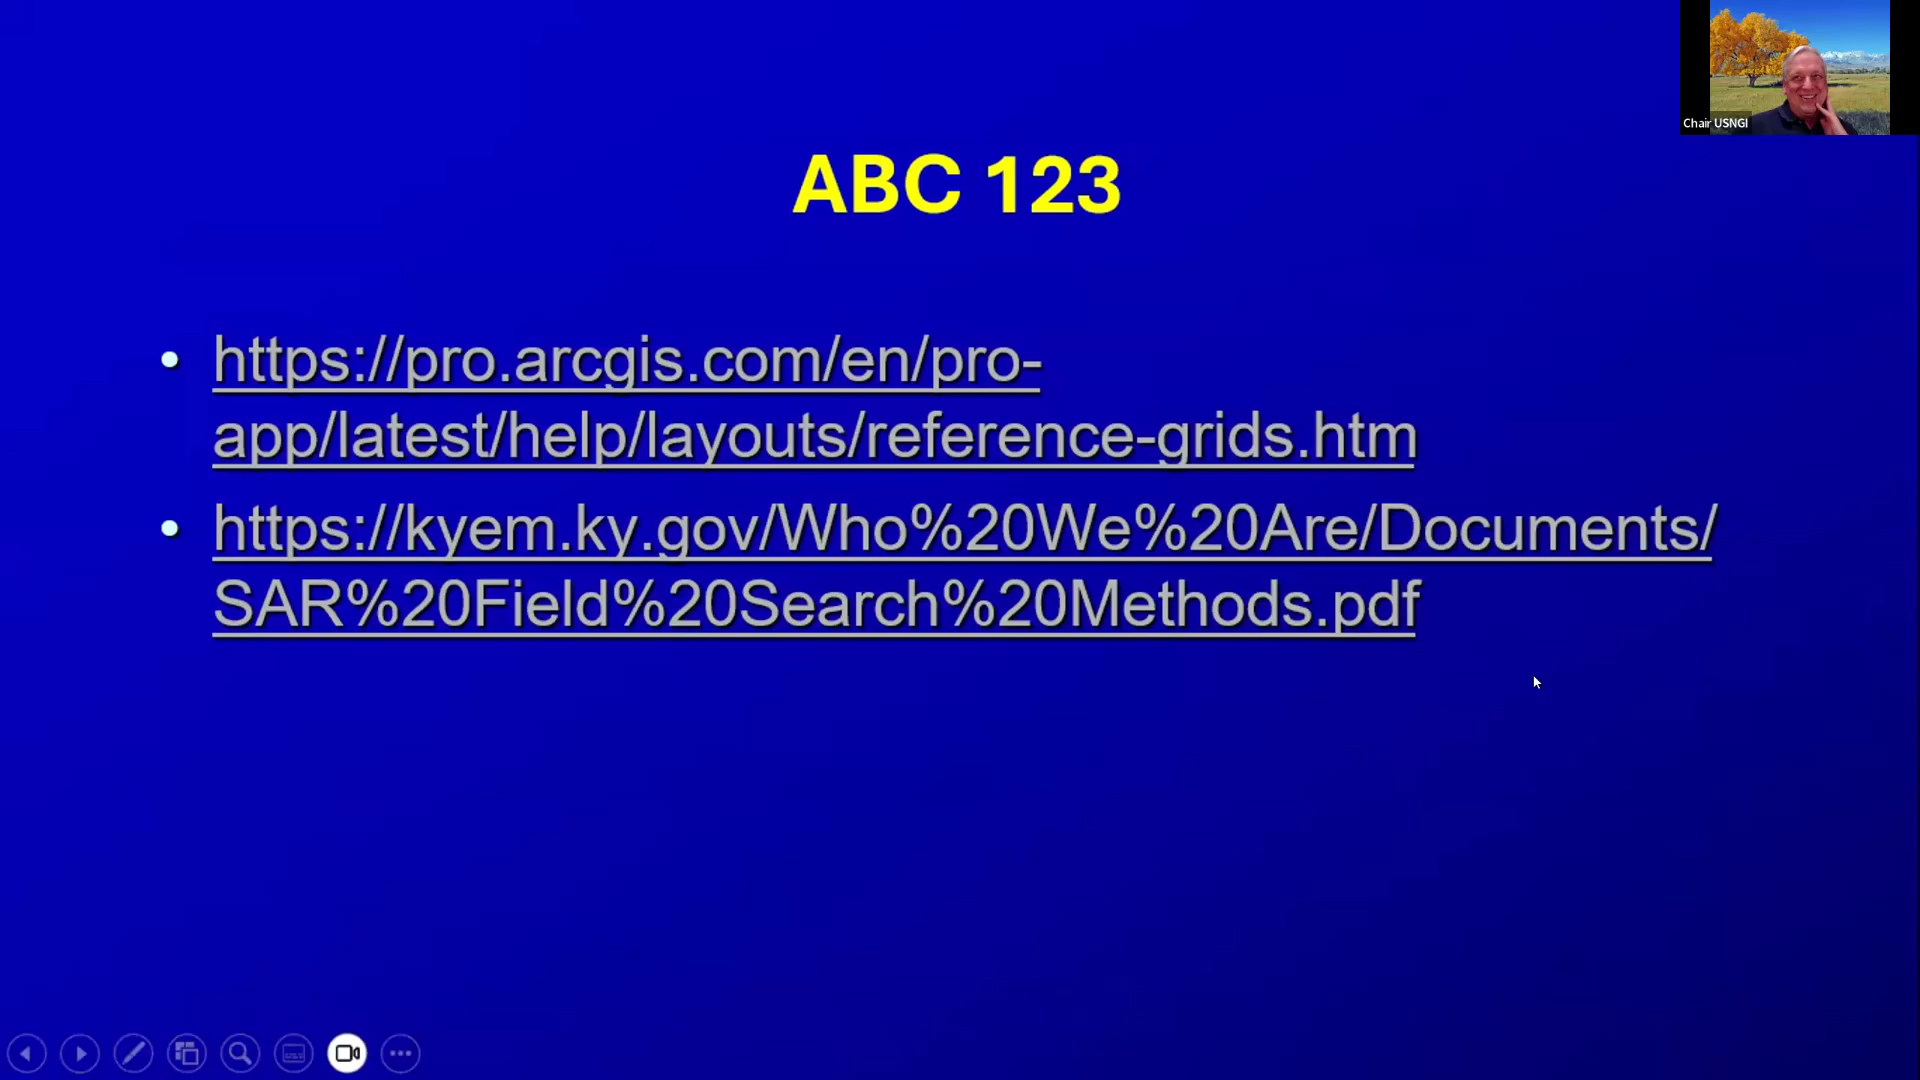 Chair USNGI
ABC 123
• https://pro.arcgis.com/en/pro-
app/latest/help/layouts/reference-grids.htm
• https://kyem.ky.gov/Who%20We%20Are/Documents/
SAR%20Field%20Search%20Methods.pdf